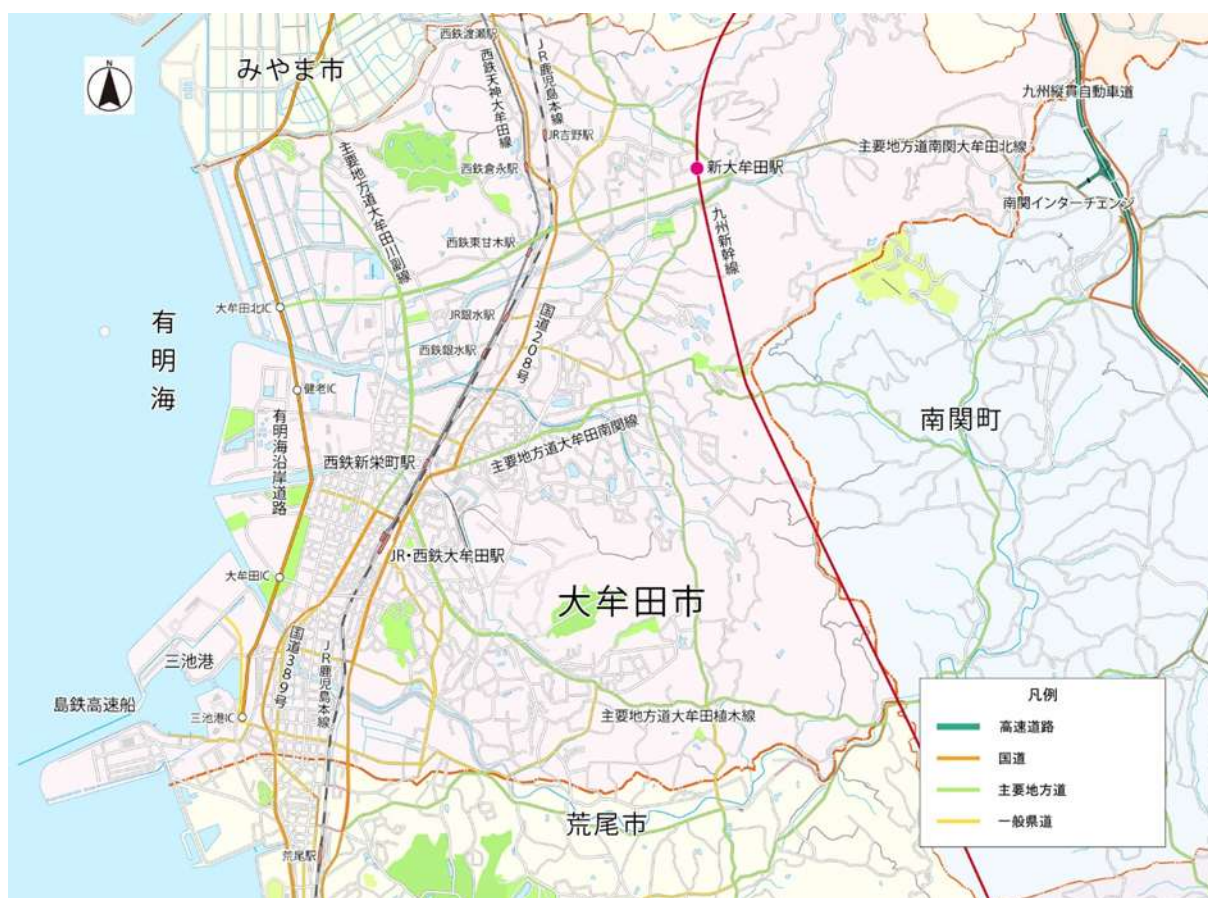 N
西鉄渡瀬駅
みやま市
西鉄天神大牟田線
JR鹿児島本線
九州縦貫自動車道
JR吉野駅
主要地方道南関大牟田北線
主要地方道大牟田川副線
西鉄倉永駅
新大牟田駅
南関インターチェンジ
九州新幹線
西鉄東甘木駅
大牟田北IC
有明海
JR銀水駅
国道208号
西鉄銀水駅
健老IC
有明海沿岸道路
南関町
主要地方道大牟田南関線
西鉄新栄町駅
JR・西鉄大牟田駅
大牟田IC
大牟田市
国道389号
JR鹿児島本線
三池港
島鉄高速船
三池港IC
主要地方道大牟田植木線
荒尾市
荒尾駅
凡例
高速道路
国道
主要地方道
一般県道